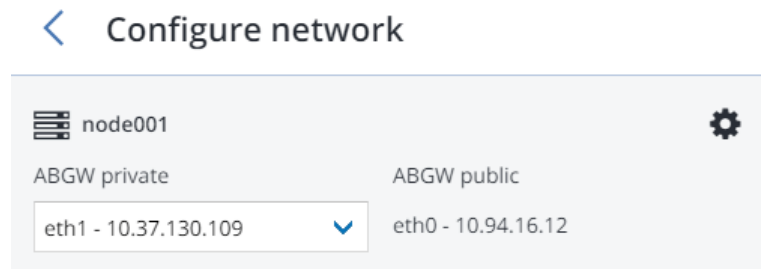 Configure network
node001
ABGW private ABGW public
eth1 - 10.37.130.109 eth0 - 10.94.16.12